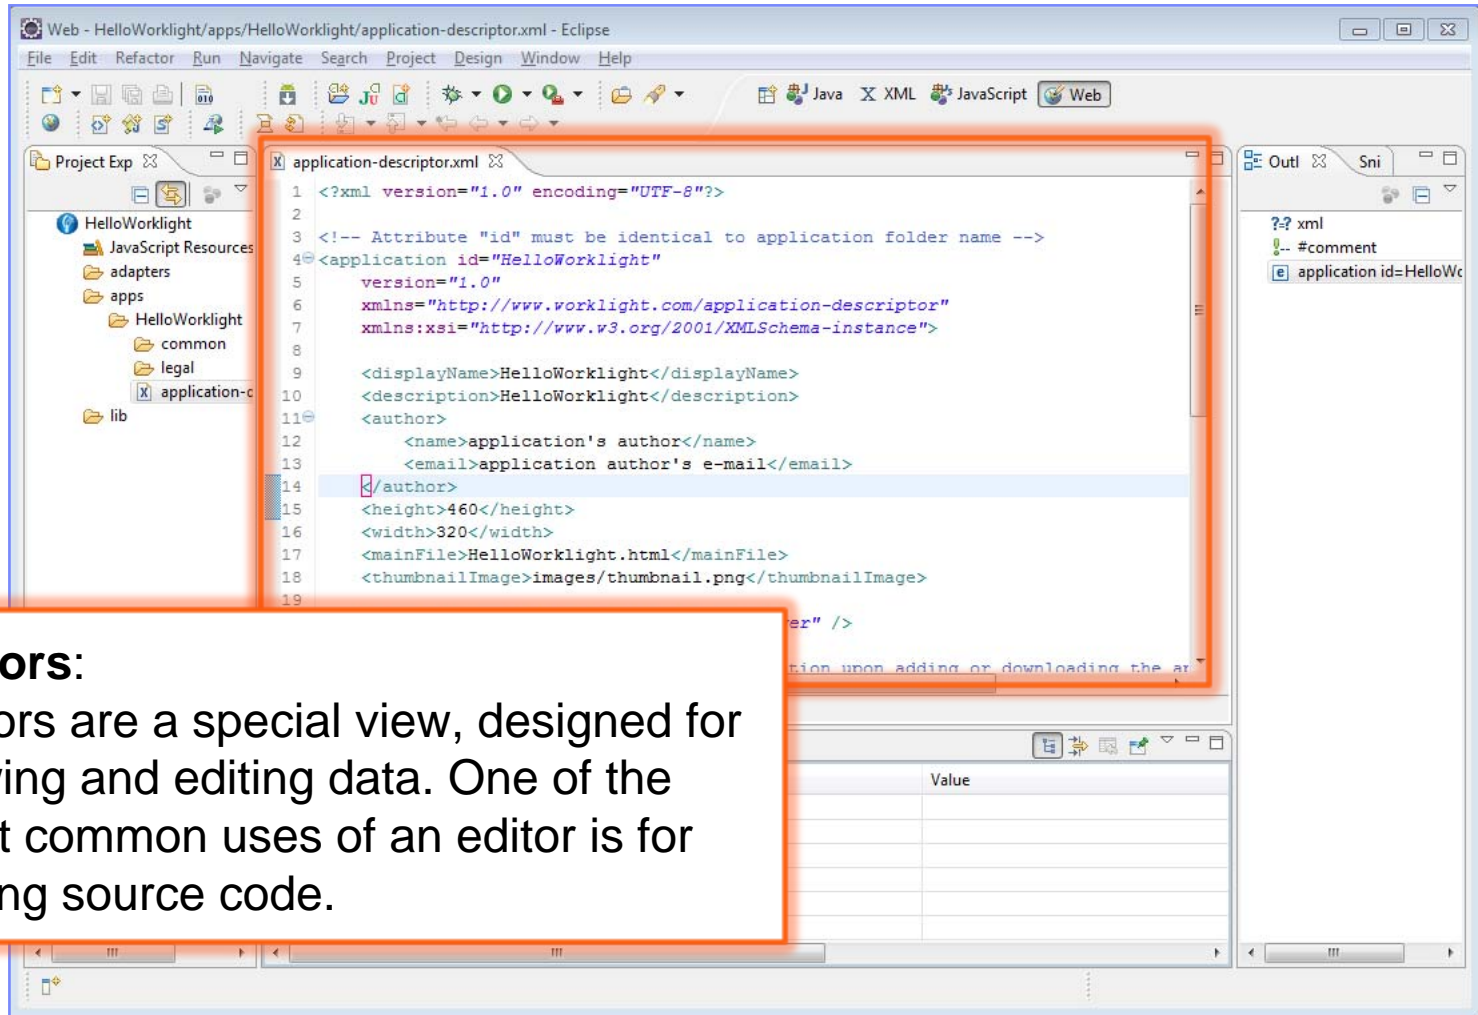 Web - HelloWorklight/apps/HelloWorklight/application-descriptor.xml - Eclipse
File Edit Refactor Run Navigate Search Project Design Window Help
Java XML JavaScript Web
Project Exp
HelloWorklight
JavaScript Resources
adapters
apps
HelloWorklight
common
legal
application-d
lib
application-descriptor.xml
1 <?xml version="1.0" encoding="UTF-8"?>
2
3 <!-- Attribute "id" must be identical to application folder name -->
4 <application id="HelloWorklight"
5 version="1.0"
6 xmlns="http://www.worklight.com/application-descriptor"
7 xmlns:xsi="http://www.w3.org/2001/XMLSchema-instance">
8
9 <displayName>HelloWorklight</displayName>
10 <description>HelloWorklight</description>
11 <author>
12 <name>application's author</name>
13 <email>application author's e-mail</email>
14 </author>
15 <height>460</height>
16 <width>320</width>
17 <mainFile>HelloWorklight.html</mainFile>
18 <thumbnailImage>images/thumbnail.png</thumbnailImage>
19
er" />
tion upon adding or downloading the
Outl Sni
?-? xml
!-- #comment
e application id=HelloWo
Value
ors:
ors are a special view, designed for
ing and editing data. One of the
t common uses of an editor is for
ng source code.